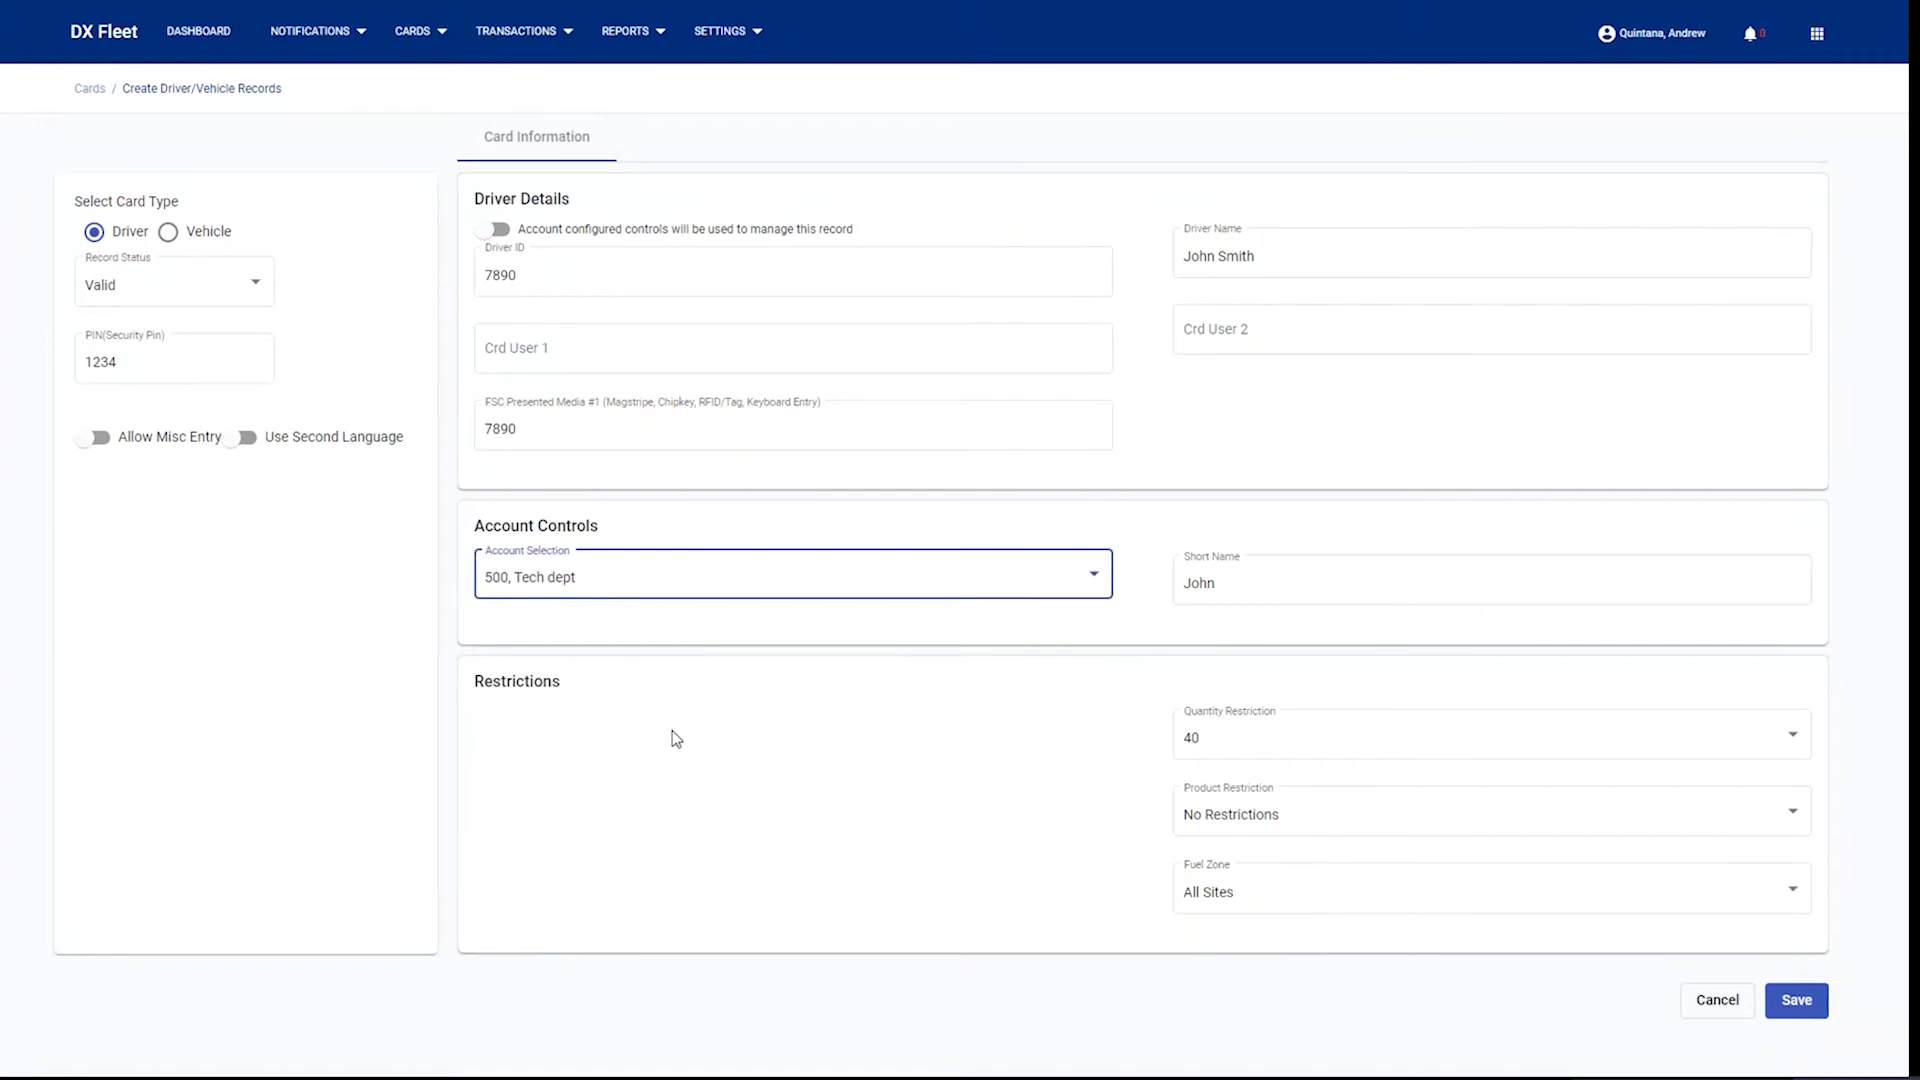 DX Fleet DASHBOARD NOTIFICATIONS CARDS TRANSACTIONS REPORTS SETTINGS Quintana, Andrew 0
Cards / Create Driver/Vehicle Records
Card Information
Select Card Type
Driver Vehicle
Record Status
Valid
PIN(Security Pin)
1234
Allow Misc Entry Use Second Language
Driver Details
Account configured controls will be used to manage this record
Driver ID
7890
Driver Name
John Smith
Crd User 1
Crd User 2
FSC Presented Media #1 (Magstripe, Chipkey, RFID/Tag, Keyboard Entry)
7890
Account Controls
Account Selection
500, Tech dept
Short Name
John
Restrictions
Quantity Restriction
40
Product Restriction
No Restrictions
Fuel Zone
All Sites
Cancel Save